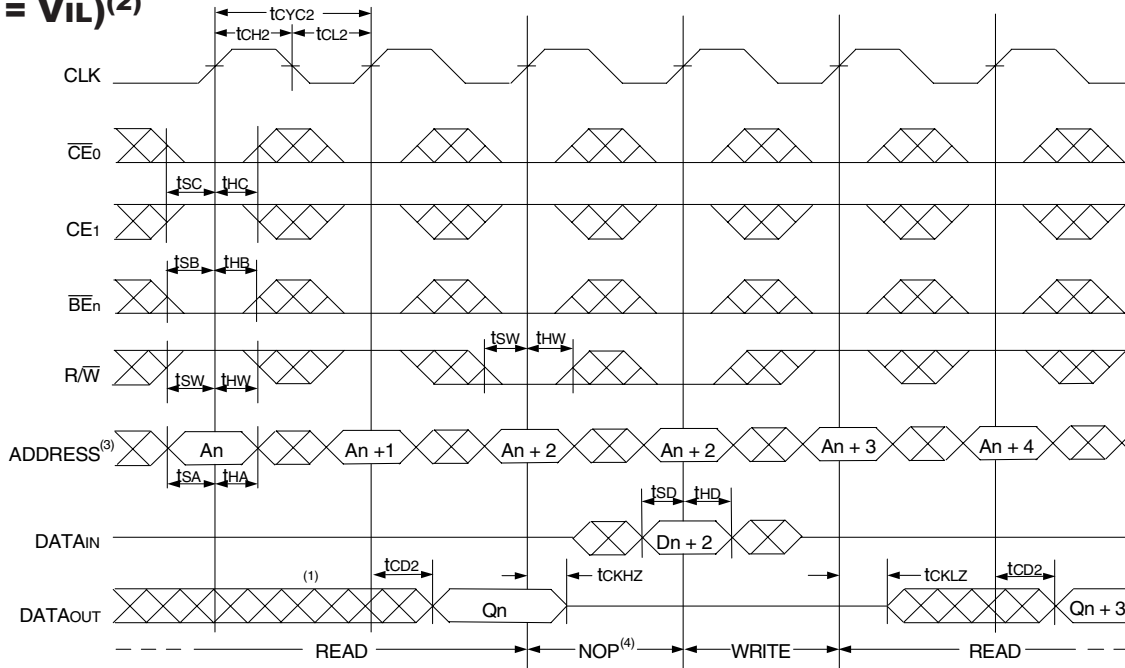 = VIL)(2)
tCYC2
tCH2 tCL2
CLK
CE0
tSC tHC
CE1
tSB tHB
BEn
tSW tHW
R/W
tSW tHW
ADDRESS(3) An An +1 An + 2 An + 2 An + 3 An + 4
tSA tHA
tSD tHD
DATAIN Dn + 2
(1) tCD2 tCKHZ tCKLZ tCD2
DATAOUT Qn Qn + 3
READ NOP(4) WRITE READ